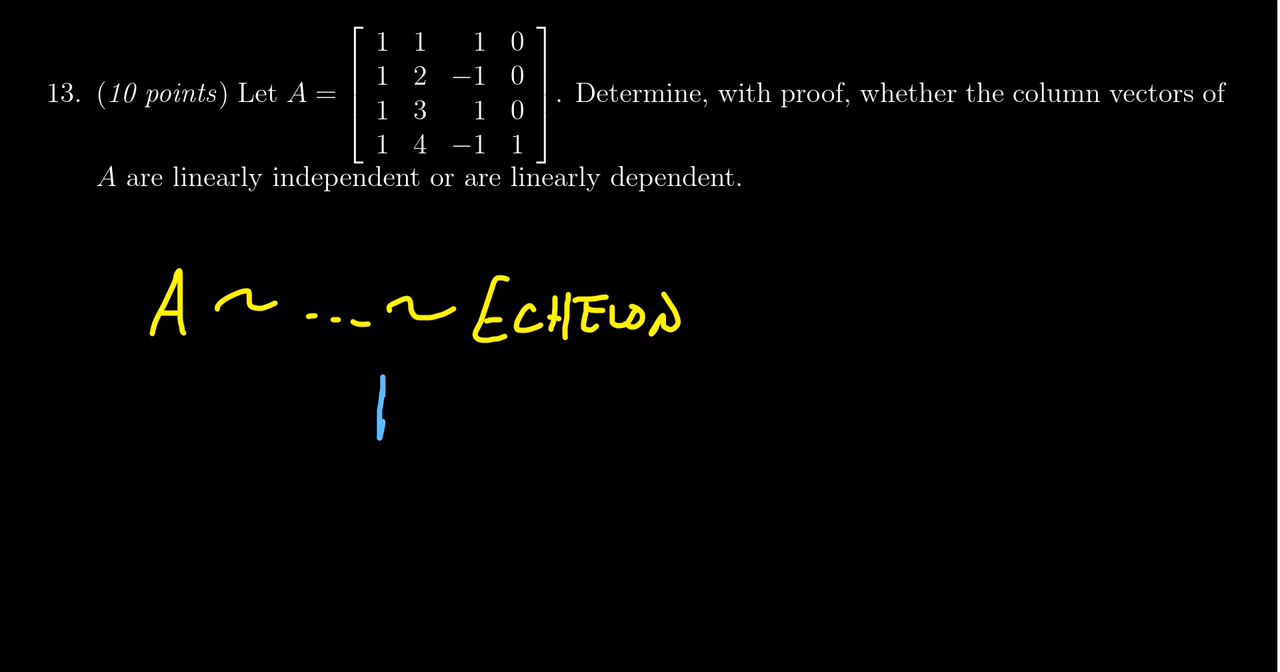 13. (10 points) Let A = [ 1 1 1 0
1 2 −1 0
1 3 1 0
1 4 −1 1 ]. Determine, with proof, whether the column vectors of
A are linearly independent or are linearly dependent.
A ~ ... ~ ECHELON